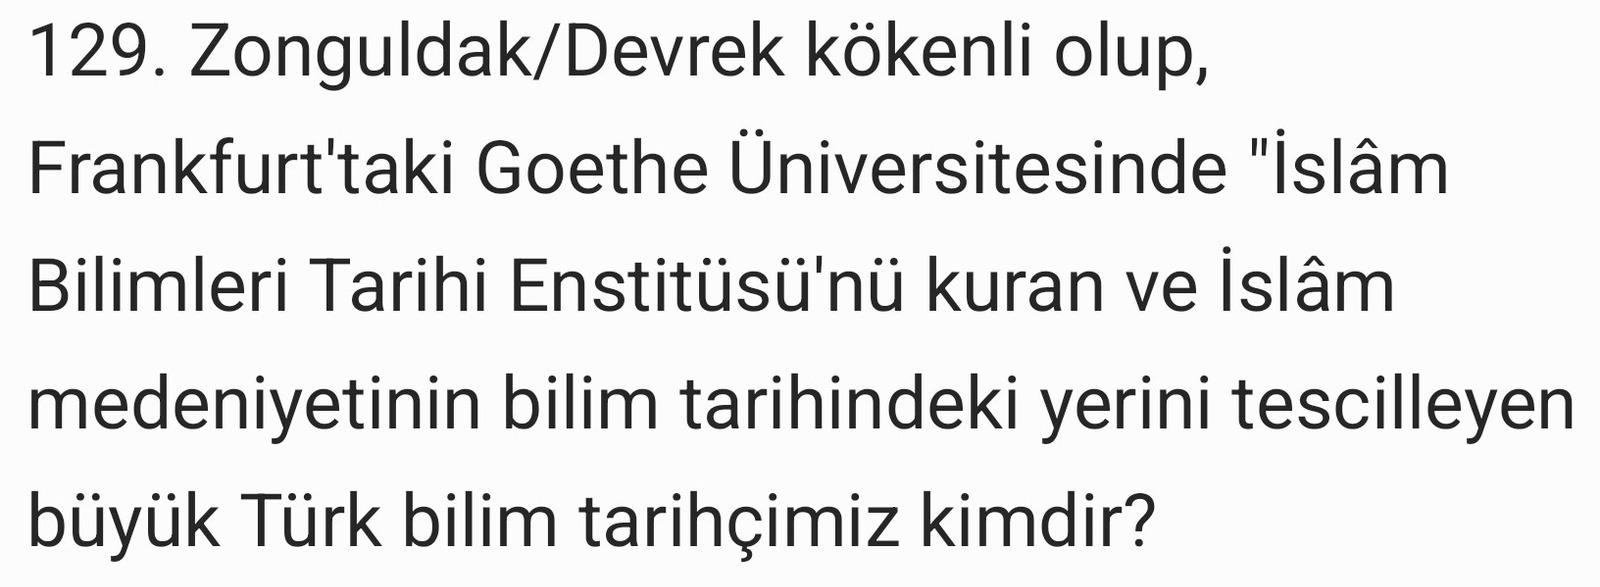 129. Zonguldak/Devrek kökenli olup,
Frankfurt'taki Goethe Üniversitesinde "İslâm
Bilimleri Tarihi Enstitüsü'nü kuran ve İslâm
medeniyetinin bilim tarihindeki yerini tescilleyen
büyük Türk bilim tarihçimiz kimdir?